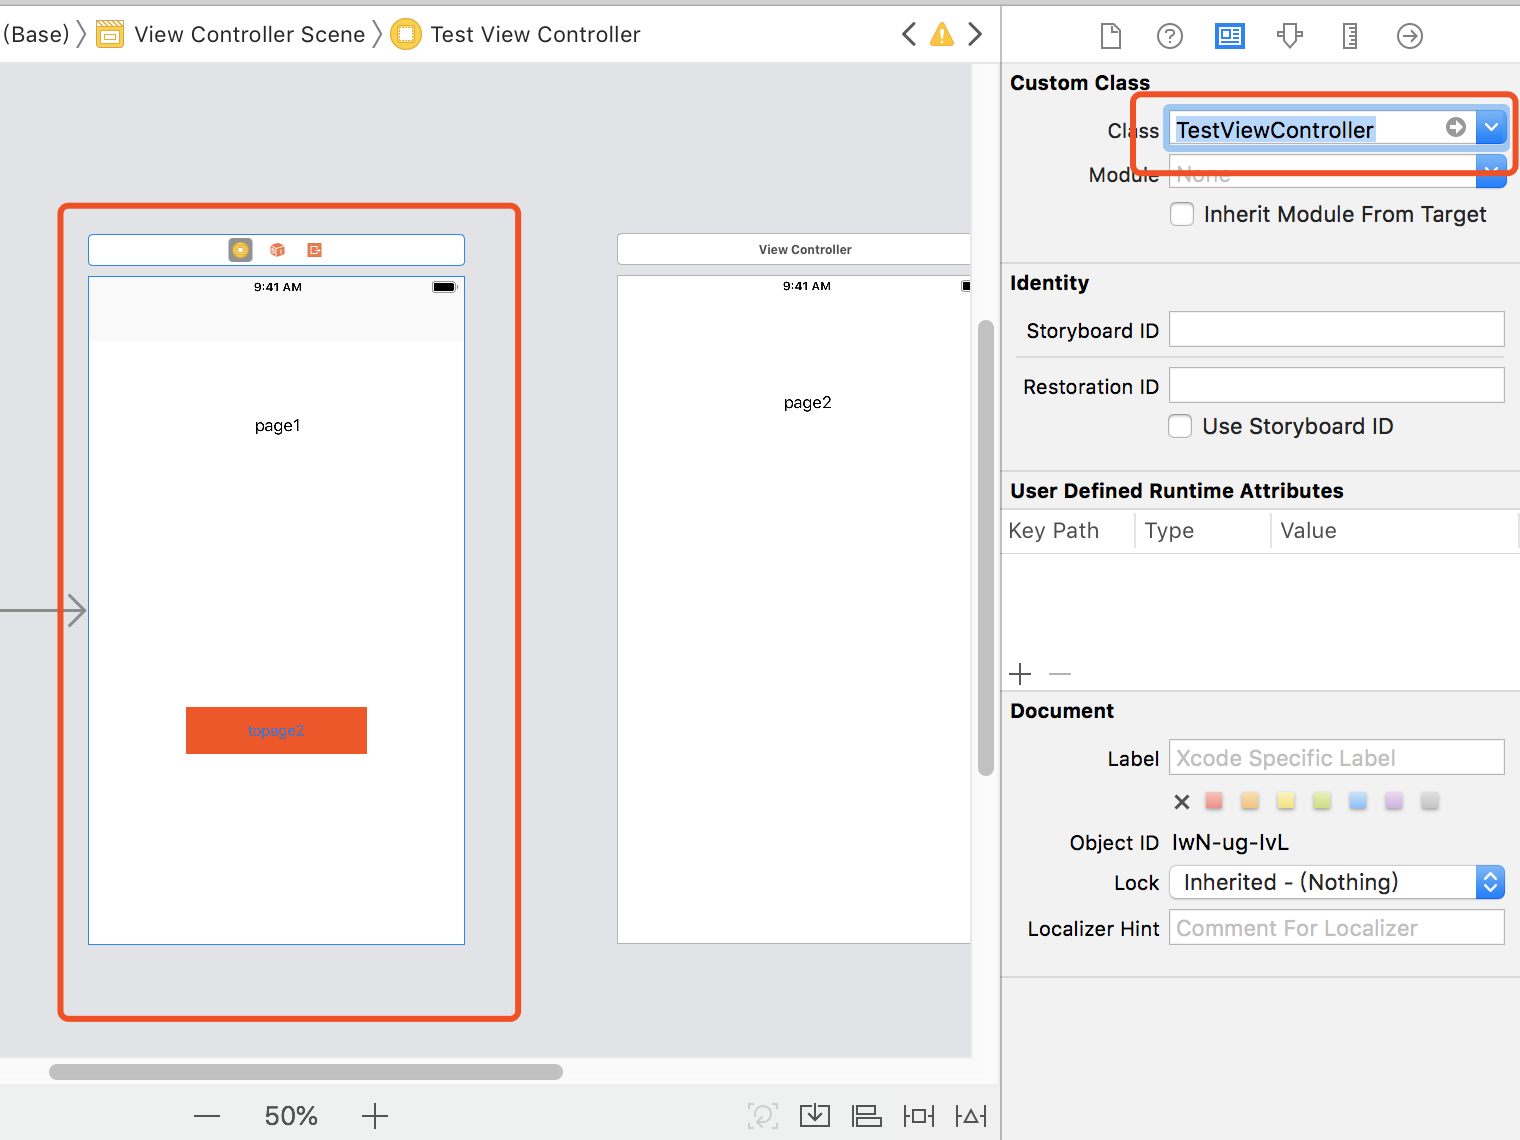 (Base) View Controller Scene Test View Controller
View Controller
9:41 AM
9:41 AM
page1
page2
topage2
50%
Custom Class
Class TestViewController
Module None
Inherit Module From Target
Identity
Storyboard ID
Restoration ID
Use Storyboard ID
User Defined Runtime Attributes
Key Path Type Value
Document
Label Xcode Specific Label
Object ID IwN-ug-IvL
Lock Inherited - (Nothing)
Localizer Hint Comment For Localizer